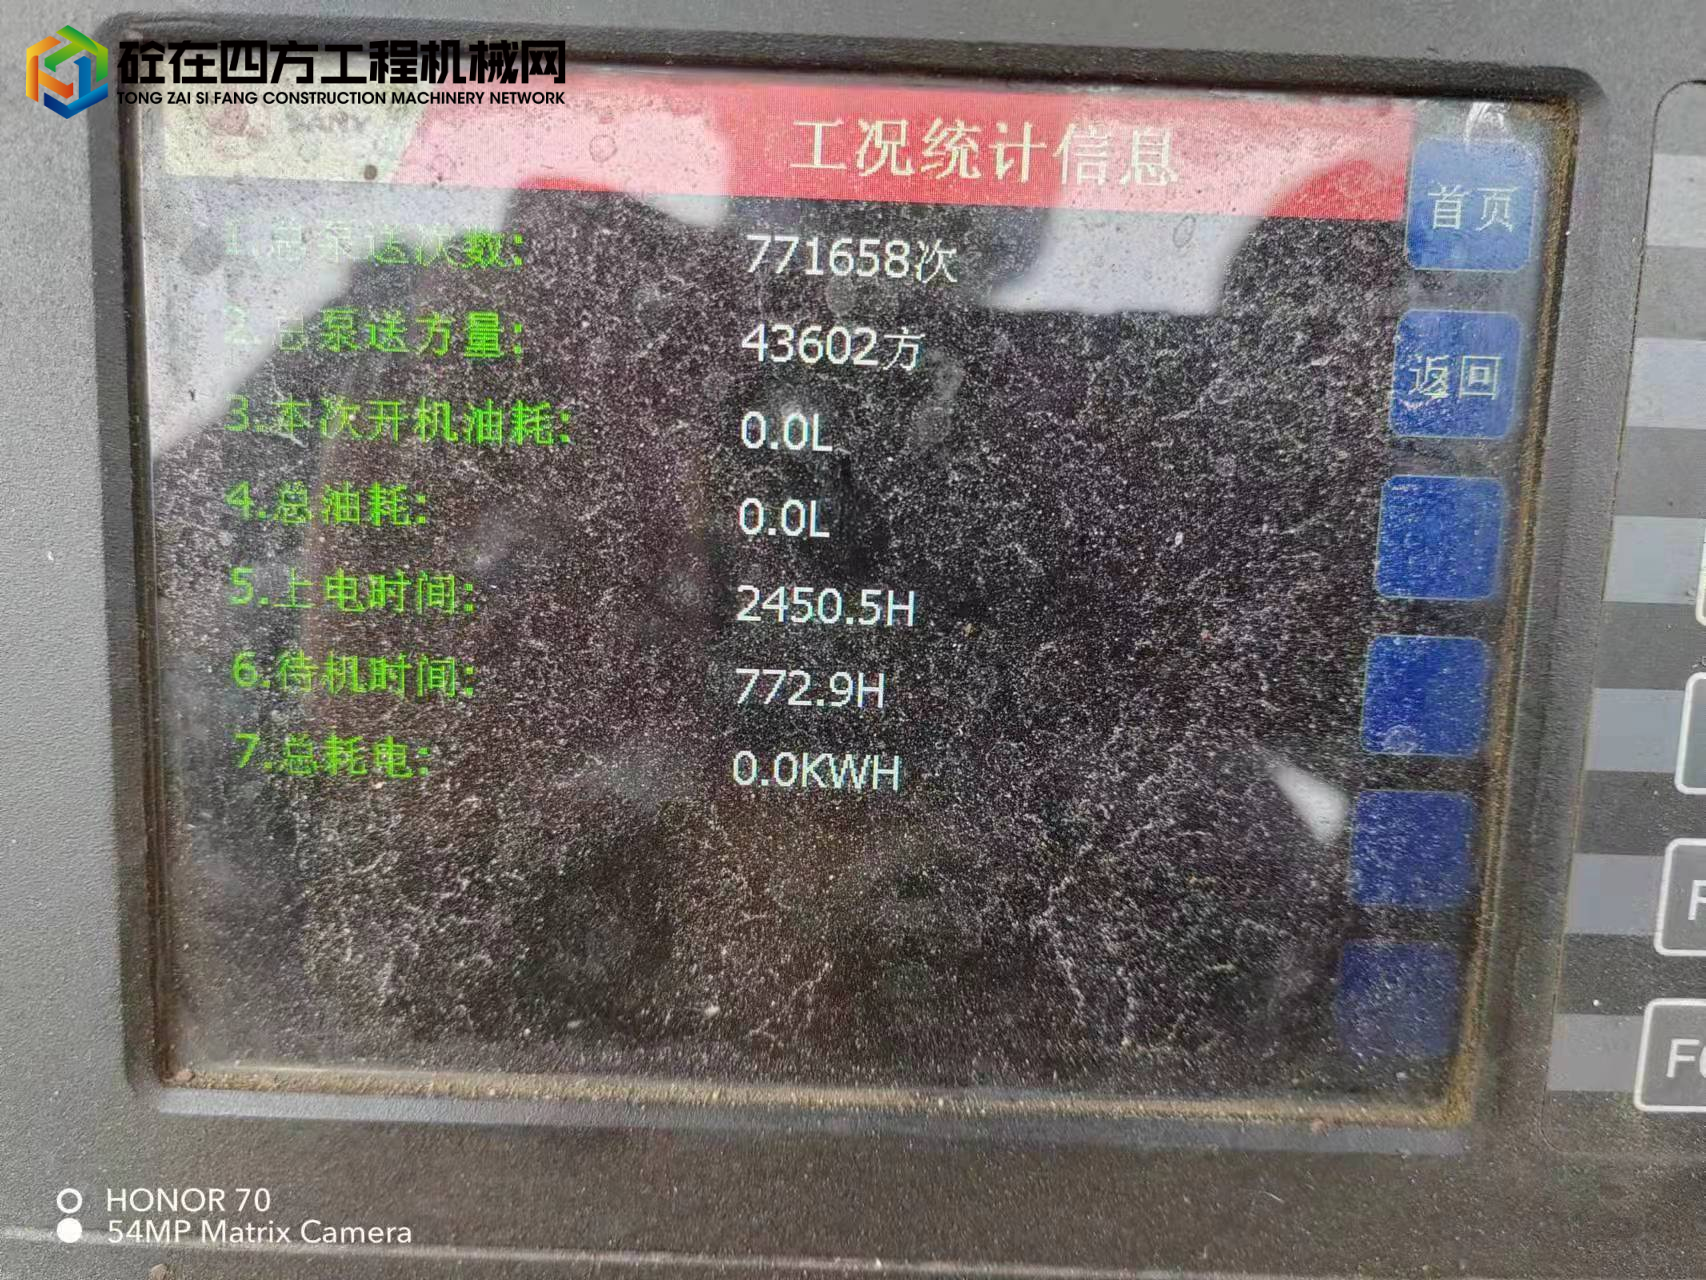 砼在四方工程机械网
TONG ZAI SI FANG CONSTRUCTION MACHINERY NETWORK
SANY
工况统计信息
首页
1.总泵送次数: 771658次
2.总泵送方量: 43602方
返回
3.本次开机油耗: 0.0L
4.总油耗: 0.0L
5.上电时间: 2450.5H
6.待机时间: 772.9H
7.总耗电: 0.0KWH
HONOR 70
54MP Matrix Camera